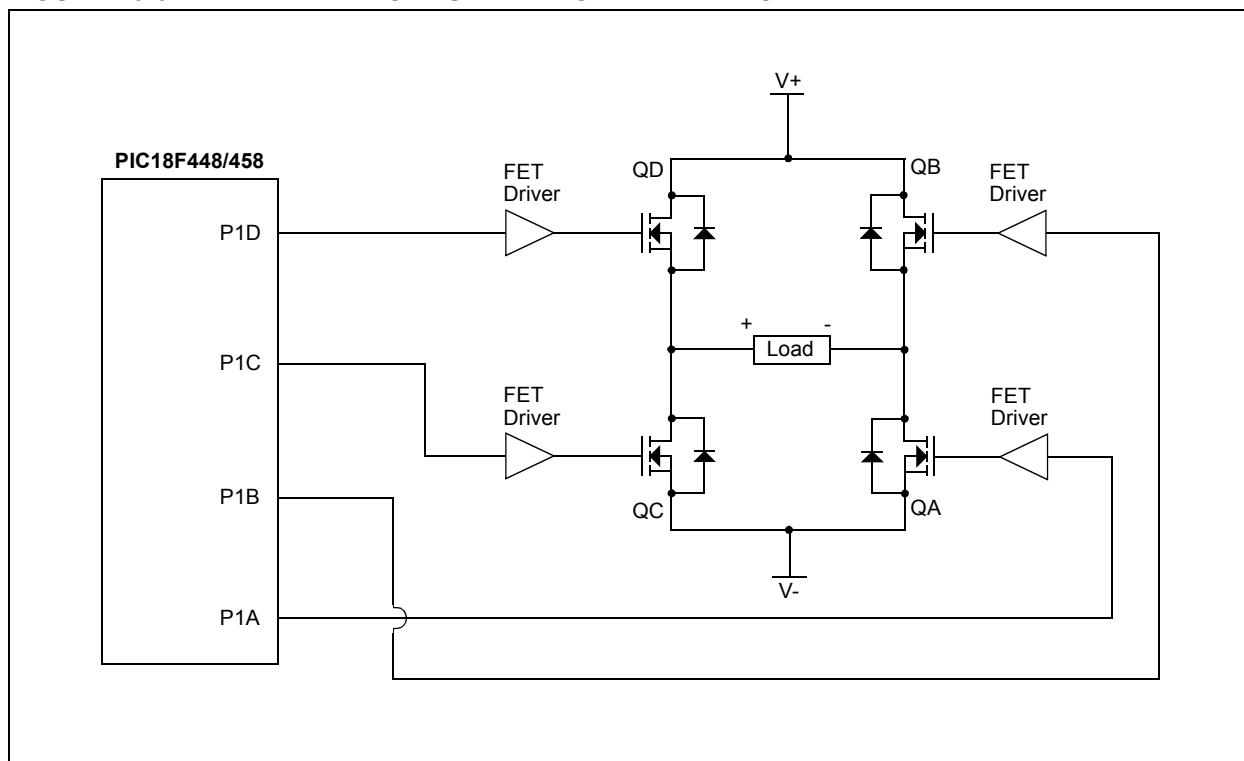 V+
PIC18F448/458
FET
Driver
QD
QB
FET
Driver
P1D
+
-
Load
P1C
FET
Driver
FET
Driver
P1B
QC
QA
V-
P1A